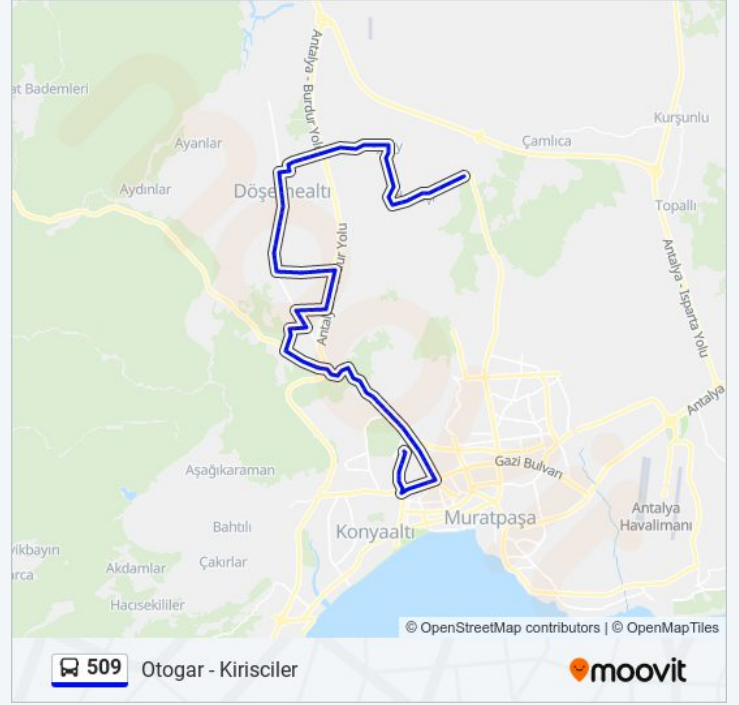 Antalya - Burdur Yolu
at Bademleri
Kurşunlu
Ayanlar
Çamlıca
Aydınlar
Döşemealtı
Topallı
Antalya - Isparta Yolu
Antalya
Gazi Bulvarı
Aşağıkaraman
Antalya
Havalimanı
Muratpaşa
Bahtılı
Konyaaltı
Çakırlar
Akdamlar
Hacısekililer
© OpenStreetMap contributors | © OpenMapTiles
509 Otogar - Kirisciler
moovit